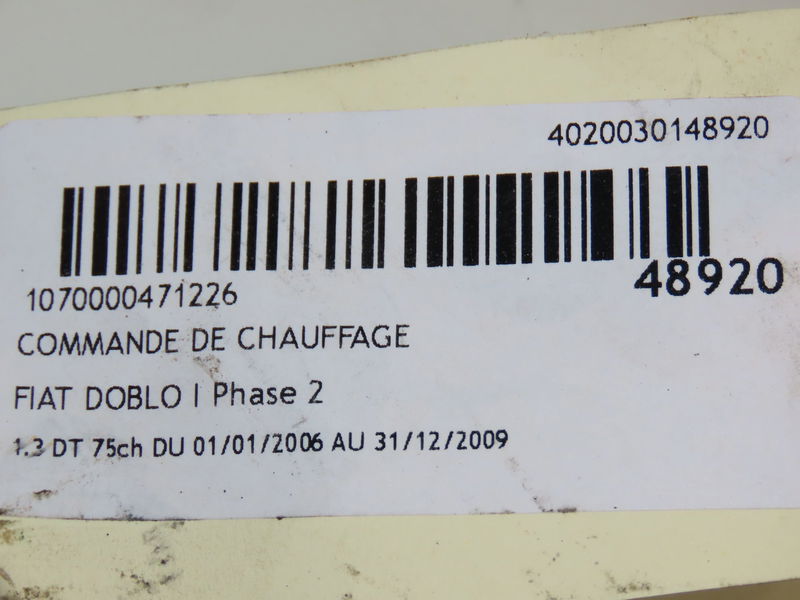 4020030148920
48920
1070000471226
COMMANDE DE CHAUFFAGE
FIAT DOBLO I Phase 2
1.3 DT 75ch DU 01/01/2006 AU 31/12/2009